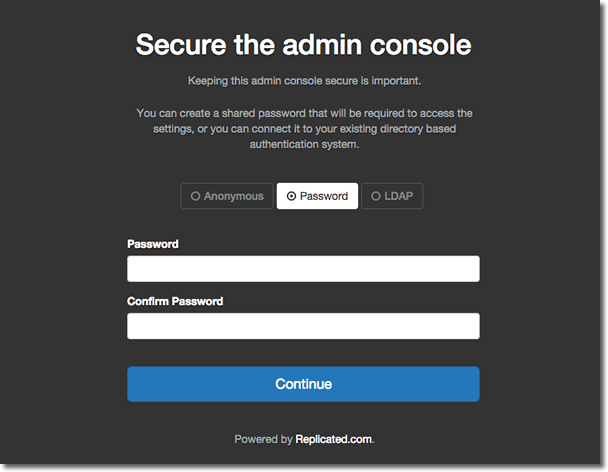 Secure the admin console
Keeping this admin console secure is important.
You can create a shared password that will be required to access the
settings, or you can connect it to your existing directory based
authentication system.
Anonymous Password LDAP
Password
Confirm Password
Continue
Powered by Replicated.com.